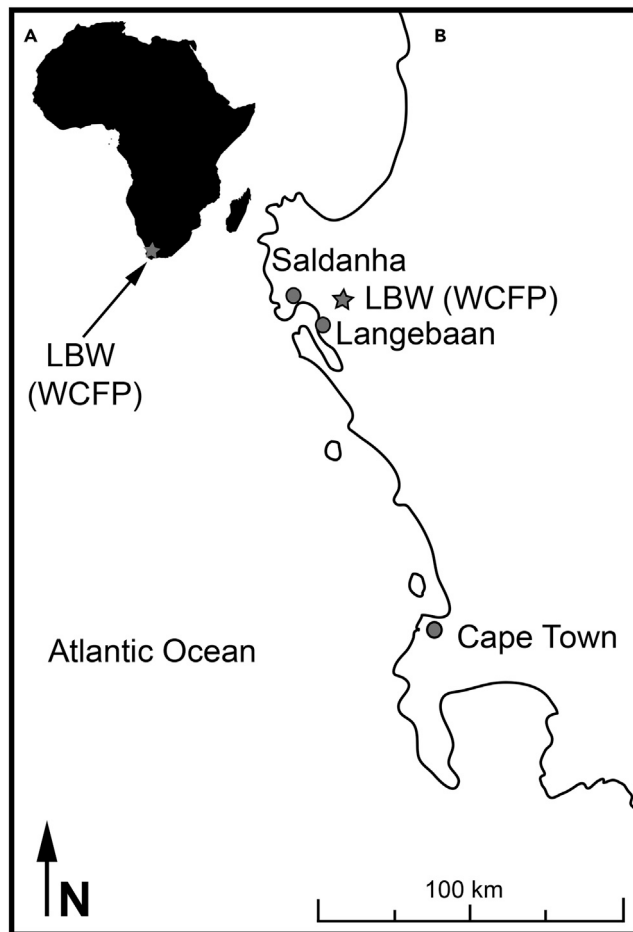 A
B
Saldanha
LBW (WCFP)
Langebaan
LBW
(WCFP)
Atlantic Ocean
Cape Town
N
100 km